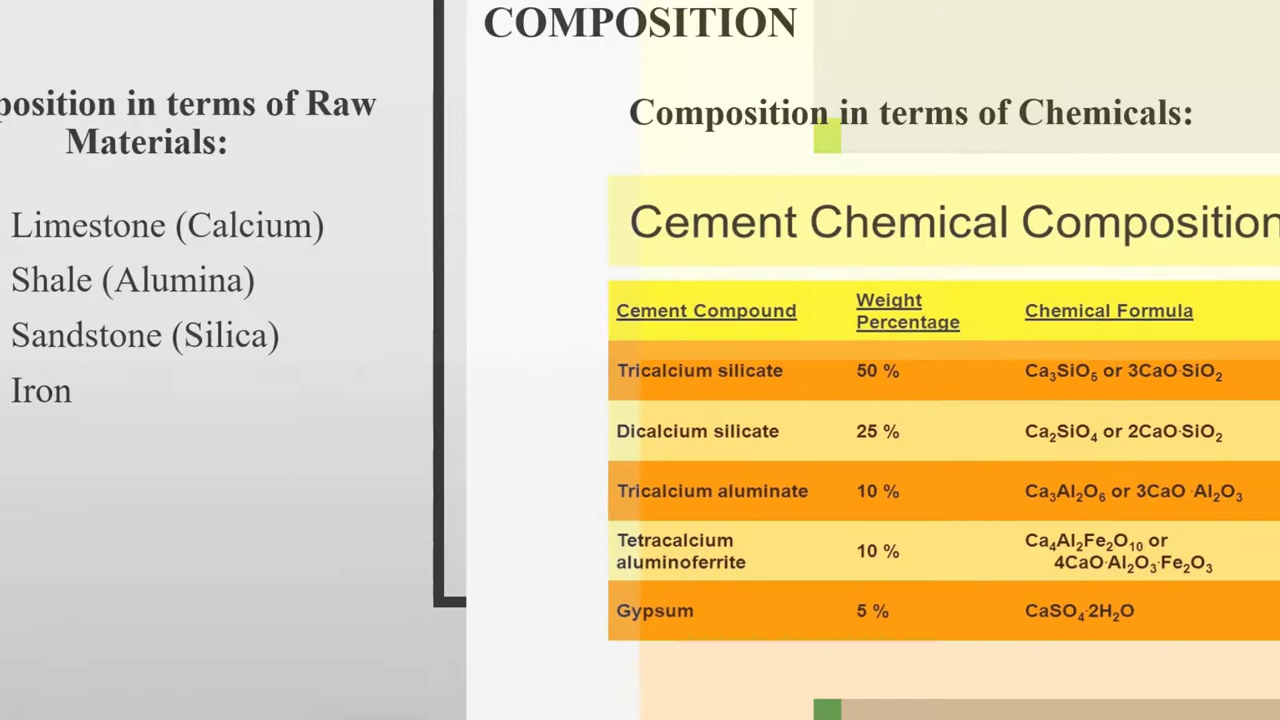 COMPOSITION
position in terms of Raw
Materials:
Limestone (Calcium)
Shale (Alumina)
Sandstone (Silica)
Iron
Composition in terms of Chemicals:
Cement Chemical Composition
Cement Compound Weight Percentage Chemical Formula
Tricalcium silicate 50 % Ca₃SiO₅ or 3CaO·SiO₂
Dicalcium silicate 25 % Ca₂SiO₄ or 2CaO·SiO₂
Tricalcium aluminate 10 % Ca₃Al₂O₆ or 3CaO ·Al₂O₃
Tetracalcium aluminoferrite 10 % Ca₄Al₂Fe₂O₁₀ or 4CaO·Al₂O₃·Fe₂O₃
Gypsum 5 % CaSO₄·2H₂O